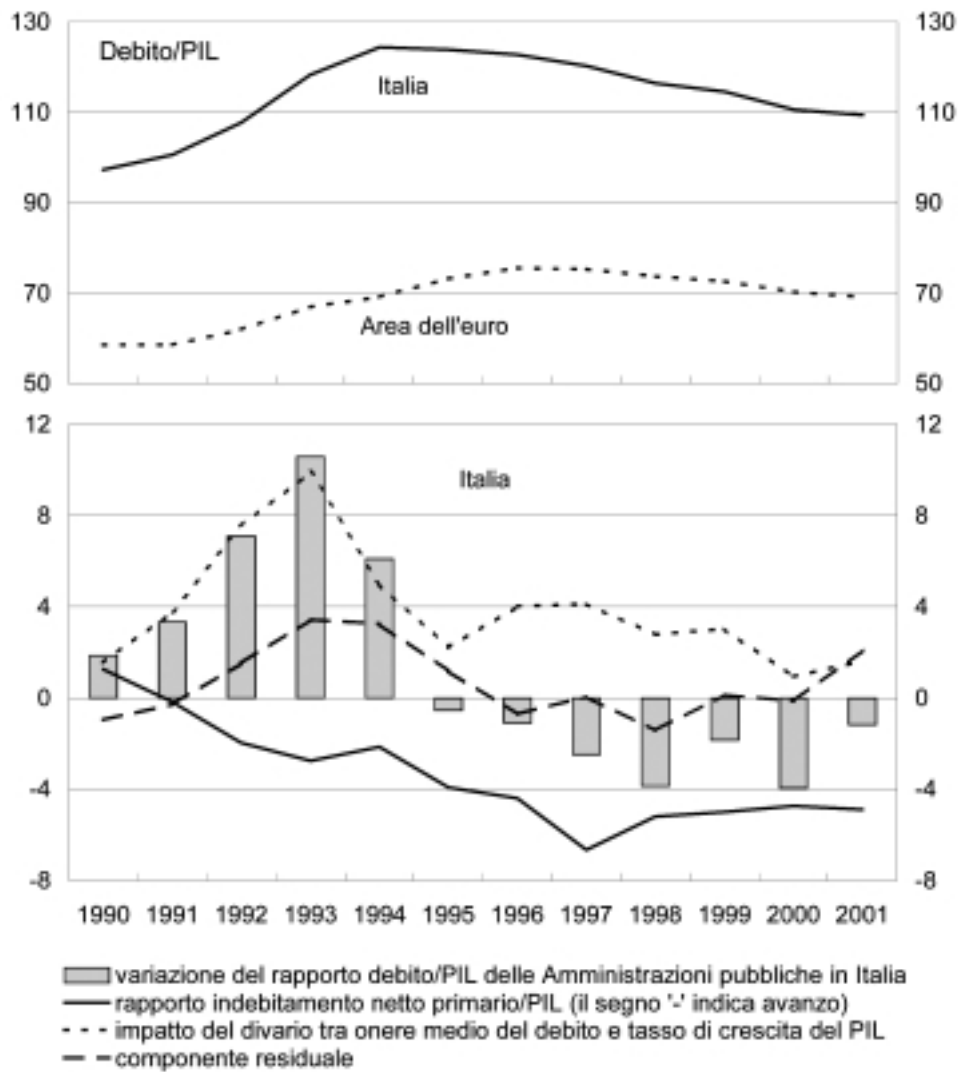 130 130
Debito/PIL
Italia
110 110
90 90
70 70
Area dell'euro
50 50
12 12
Italia
8 8
4 4
0 0
-4 -4
-8 -8
1990 1991 1992 1993 1994 1995 1996 1997 1998 1999 2000 2001
variazione del rapporto debito/PIL delle Amministrazioni pubbliche in Italia
rapporto indebitamento netto primario/PIL (il segno '-' indica avanzo)
impatto del divario tra onere medio del debito e tasso di crescita del PIL
componente residuale